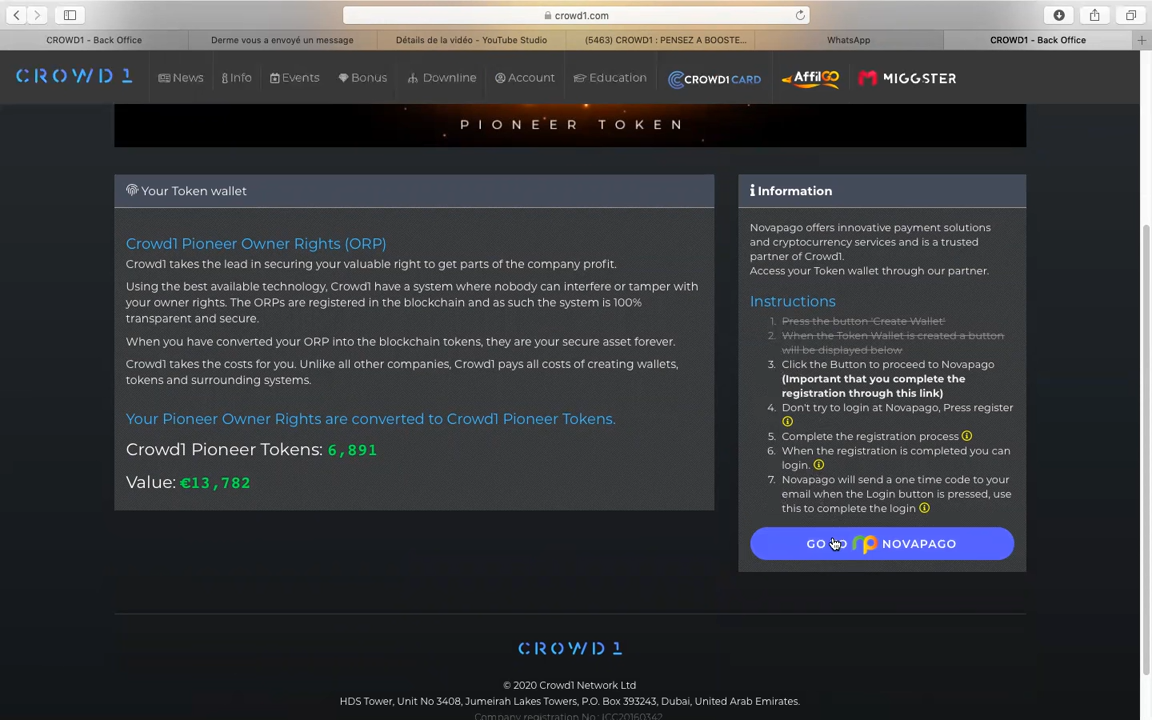 crowd1.com
CROWD1 - Back Office
Derme vous a envoyé un message
Détails de la vidéo - YouTube Studio
(5463) CROWD1 : PENSEZ A BOOSTE...
WhatsApp
CROWD1 - Back Office
CROWD1
News
Info
Events
Bonus
Downline
Account
Education
CROWD1CARD
AffilGO
MIGGSTER
PIONEER TOKEN
Your Token wallet
Crowd1 Pioneer Owner Rights (ORP)
Crowd1 takes the lead in securing your valuable right to get parts of the company profit.
Using the best available technology, Crowd1 have a system where nobody can interfere or tamper with
your owner rights. The ORPs are registered in the blockchain and as such the system is 100%
transparent and secure.
When you have converted your ORP into the blockchain tokens, they are your secure asset forever.
Crowd1 takes the costs for you. Unlike all other companies, Crowd1 pays all costs of creating wallets,
tokens and surrounding systems.
Your Pioneer Owner Rights are converted to Crowd1 Pioneer Tokens.
Crowd1 Pioneer Tokens: 6,891
Value: €13,782
Information
Novapago offers innovative payment solutions
and cryptocurrency services and is a trusted
partner of Crowd1.
Access your Token wallet through our partner.
Instructions
1. Press the button 'Create Wallet'
2. When the Token Wallet is created a button
will be displayed below
3. Click the Button to proceed to Novapago
(Important that you complete the
registration through this link)
4. Don't try to login at Novapago, Press register
5. Complete the registration process
6. When the registration is completed you can
login.
7. Novapago will send a one time code to your
email when the Login button is pressed, use
this to complete the login
GO TO np NOVAPAGO
CROWD1
© 2020 Crowd1 Network Ltd
HDS Tower, Unit No 3408, Jumeirah Lakes Towers, P.O. Box 393243, Dubai, United Arab Emirates.
Company registration No.: ICC20160342